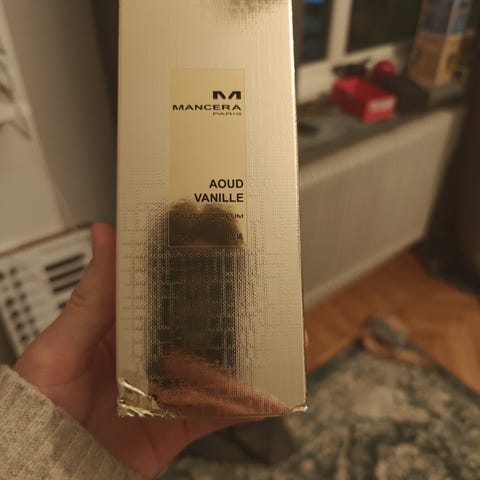 MANCERA
PARIS
AOUD
VANILLE
EAU DE PARFUM